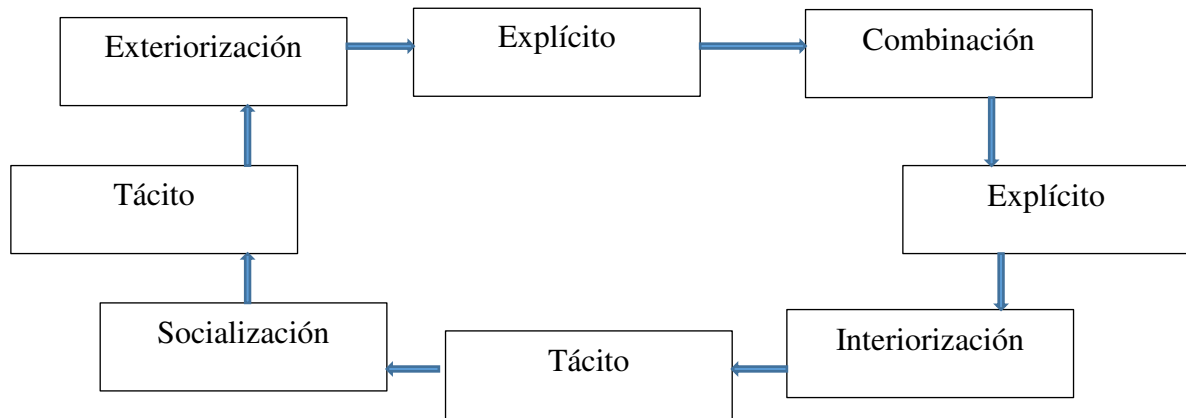 Exteriorización
Explícito
Combinación
Tácito
Explícito
Socialización
Tácito
Interiorización